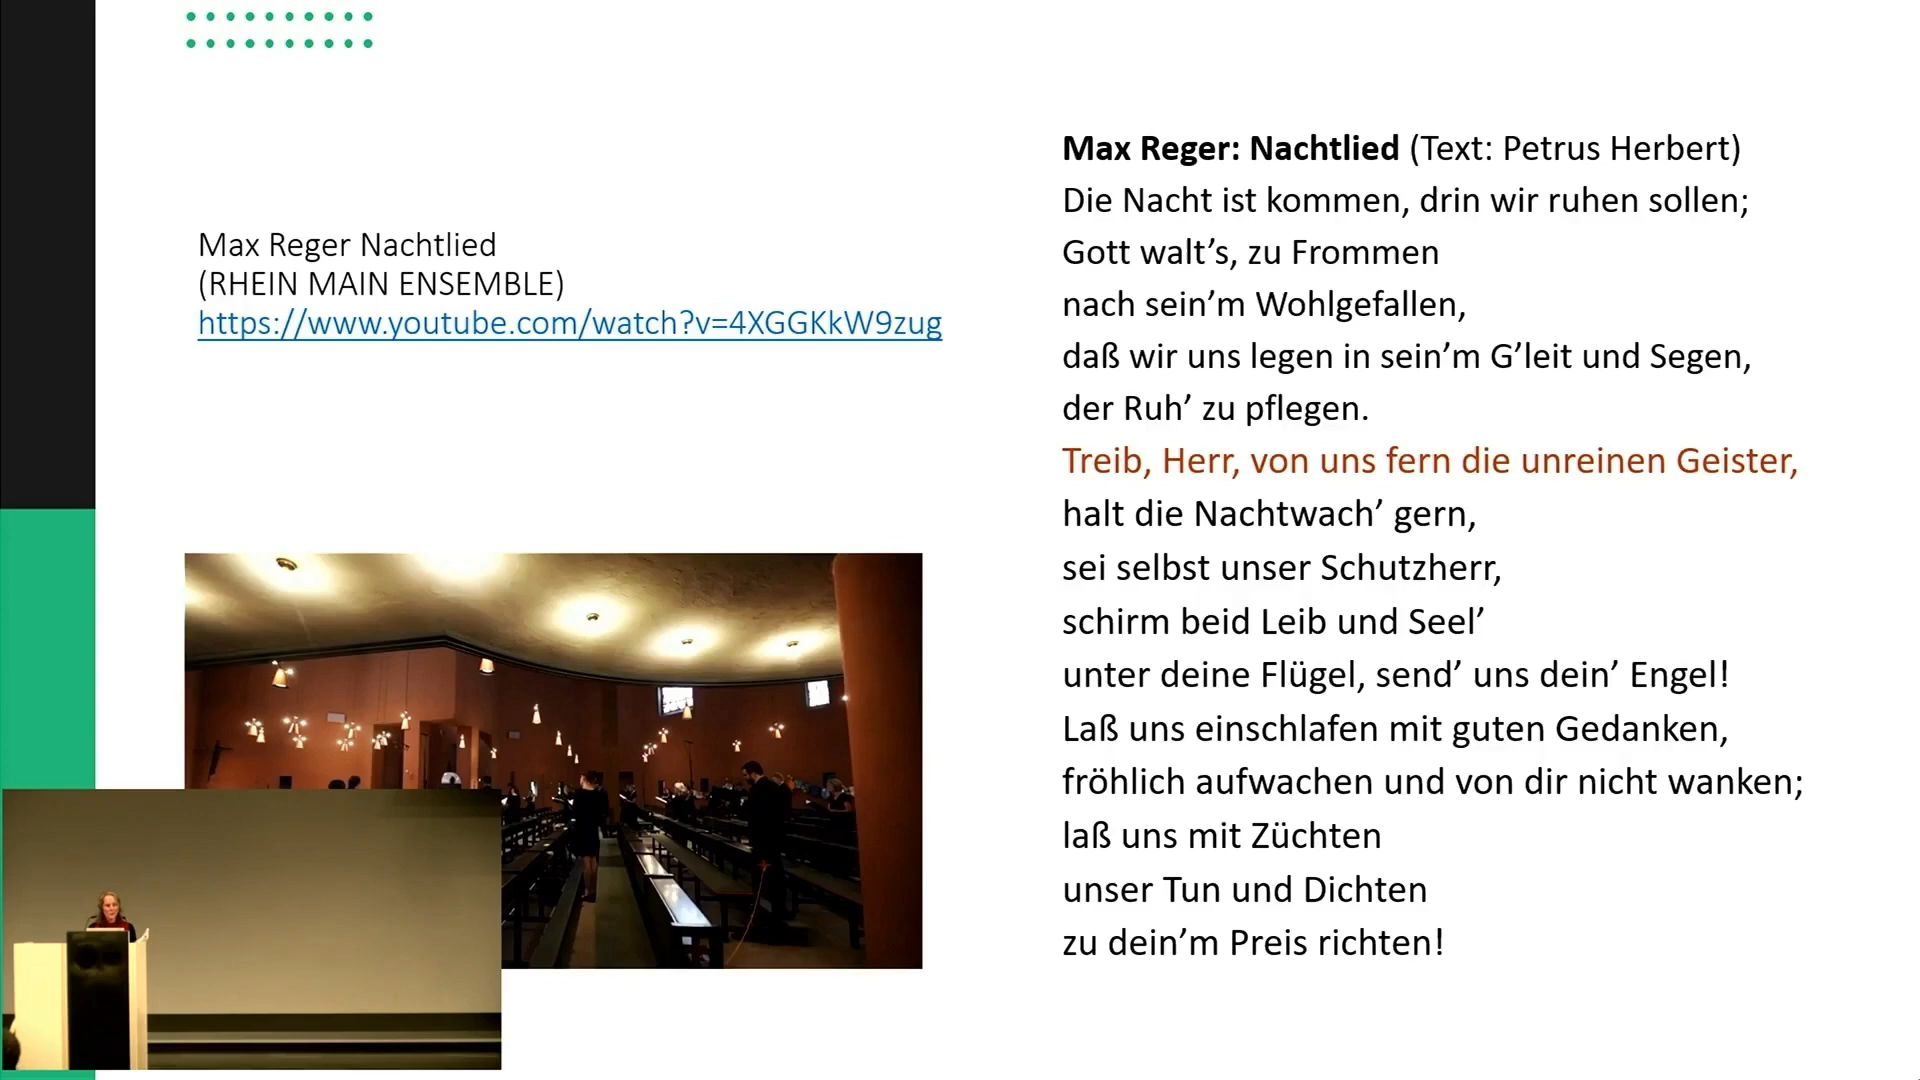 Max Reger Nachtlied
(RHEIN MAIN ENSEMBLE)
https://www.youtube.com/watch?v=4XGGKkW9zug
Max Reger: Nachtlied (Text: Petrus Herbert)
Die Nacht ist kommen, drin wir ruhen sollen;
Gott walt’s, zu Frommen
nach sein’m Wohlgefallen,
daß wir uns legen in sein’m G’leit und Segen,
der Ruh’ zu pflegen.
Treib, Herr, von uns fern die unreinen Geister,
halt die Nachtwach’ gern,
sei selbst unser Schutzherr,
schirm beid Leib und Seel’
unter deine Flügel, send’ uns dein’ Engel!
Laß uns einschlafen mit guten Gedanken,
fröhlich aufwachen und von dir nicht wanken;
laß uns mit Züchten
unser Tun und Dichten
zu dein’m Preis richten!